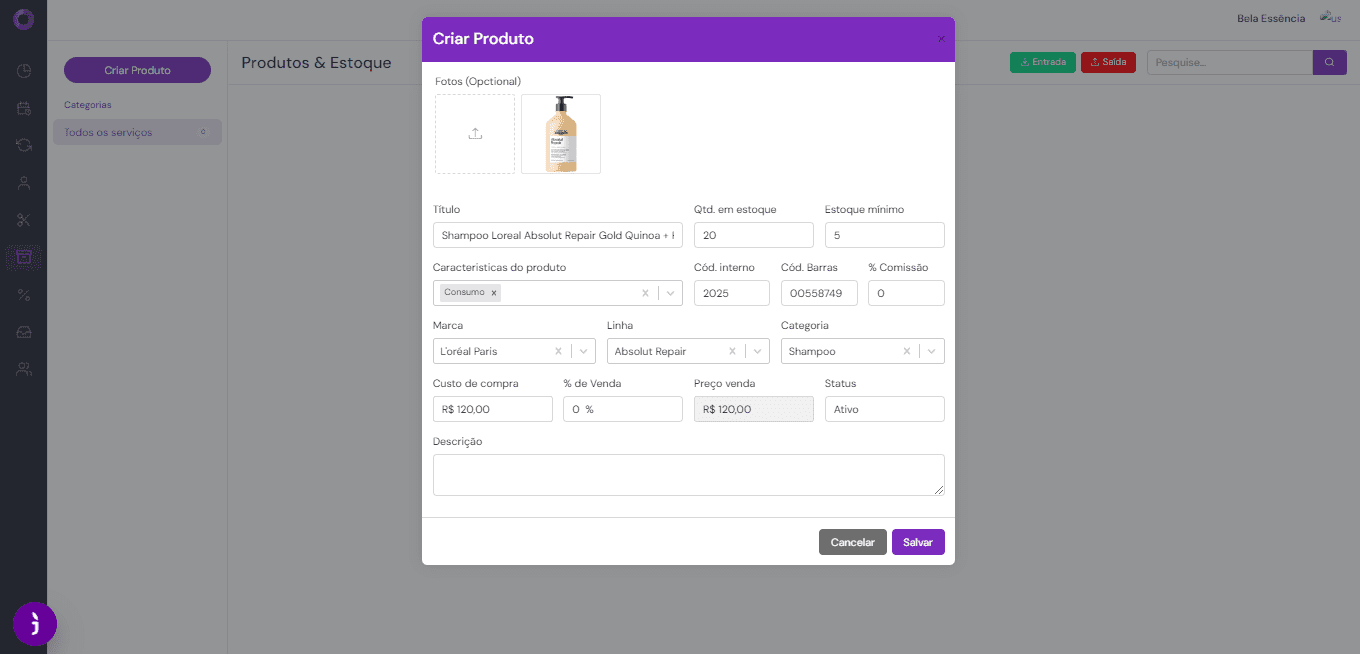 Bela Essência
Criar Produto
Criar Produto
Produtos & Estoque
Entrada
Saída
Pesquise...
Categorias
Todos os serviços
Fotos (Opctional)
Absolut
Repair
Título
Qtd. em estoque
Estoque mínimo
Shampoo Loreal Absolut Repair Gold Quinoa +
20
5
Caracteristicas do produto
Cód. interno
Cód. Barras
% Comissão
Consumo x
2025
00558749
0
Marca
Linha
Categoria
L'oréal Paris
Absolut Repair
Shampoo
Custo de compra
% de Venda
Preço venda
Status
R$ 120,00
0 %
R$ 120,00
Ativo
Descrição
Cancelar
Salvar